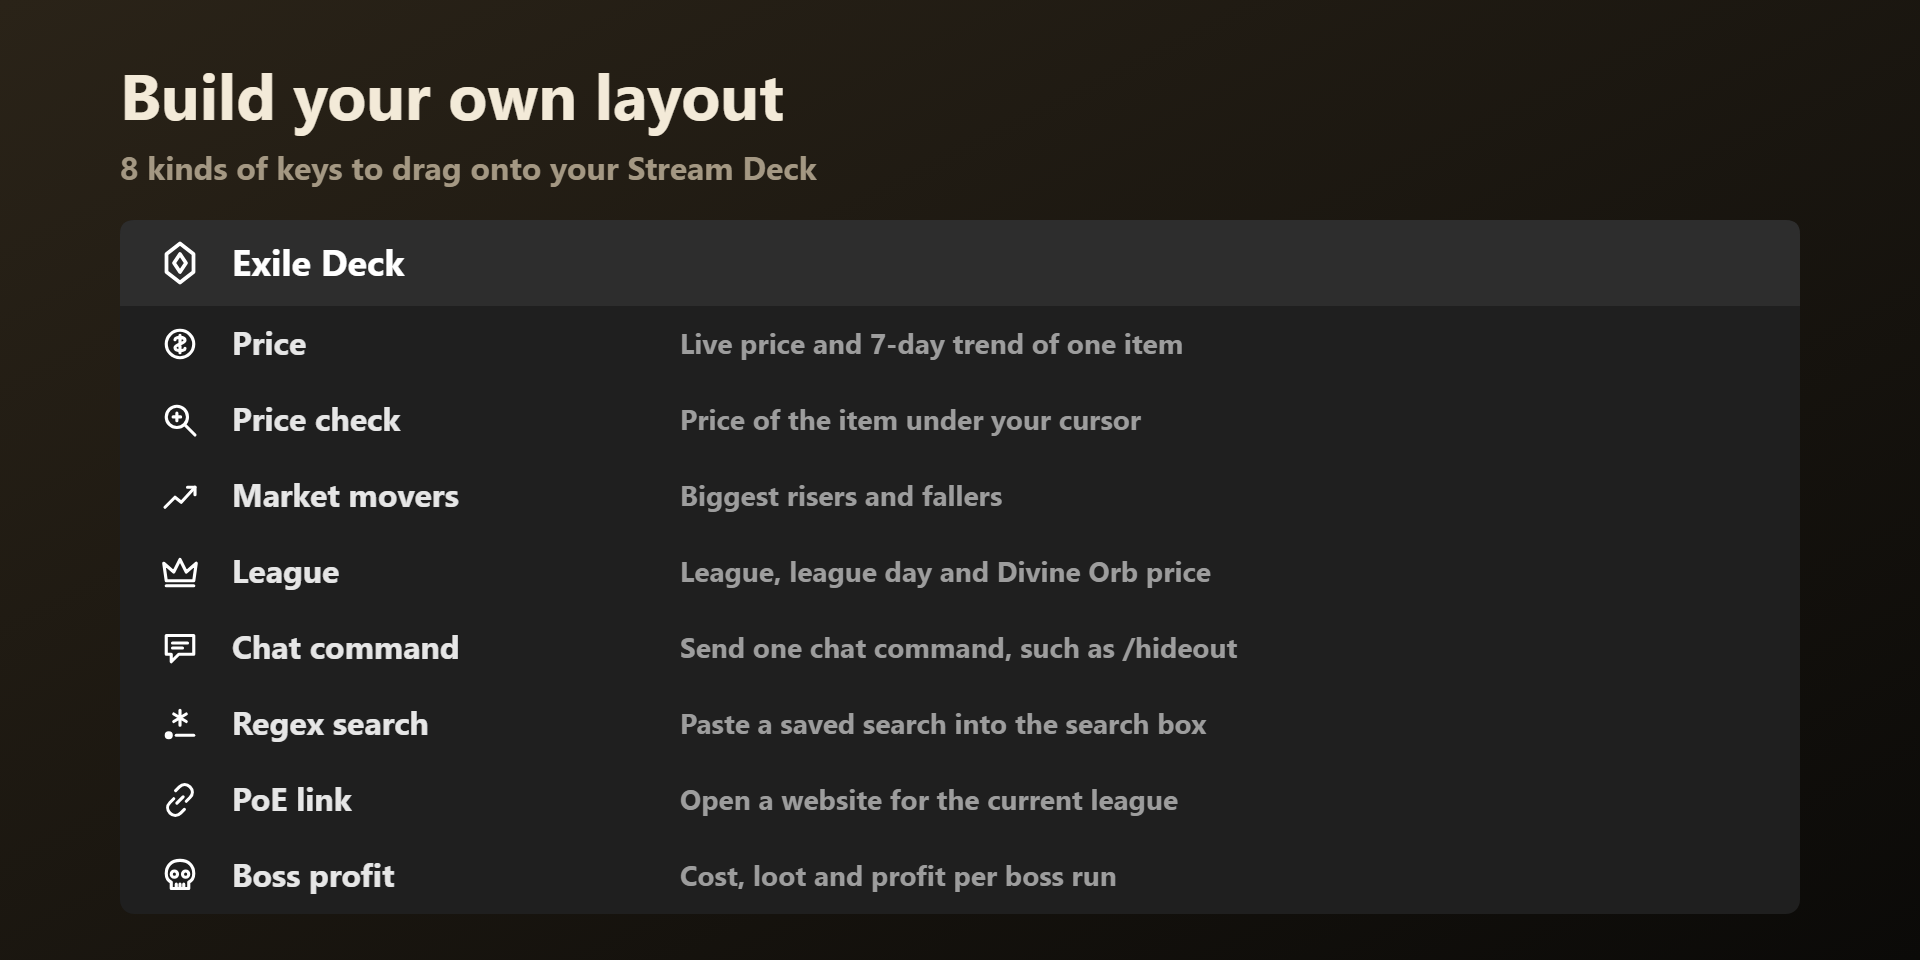 Build your own layout
8 kinds of keys to drag onto your Stream Deck
Exile Deck
Price Live price and 7-day trend of one item
Price check Price of the item under your cursor
Market movers Biggest risers and fallers
League League, league day and Divine Orb price
Chat command Send one chat command, such as /hideout
Regex search Paste a saved search into the search box
PoE link Open a website for the current league
Boss profit Cost, loot and profit per boss run